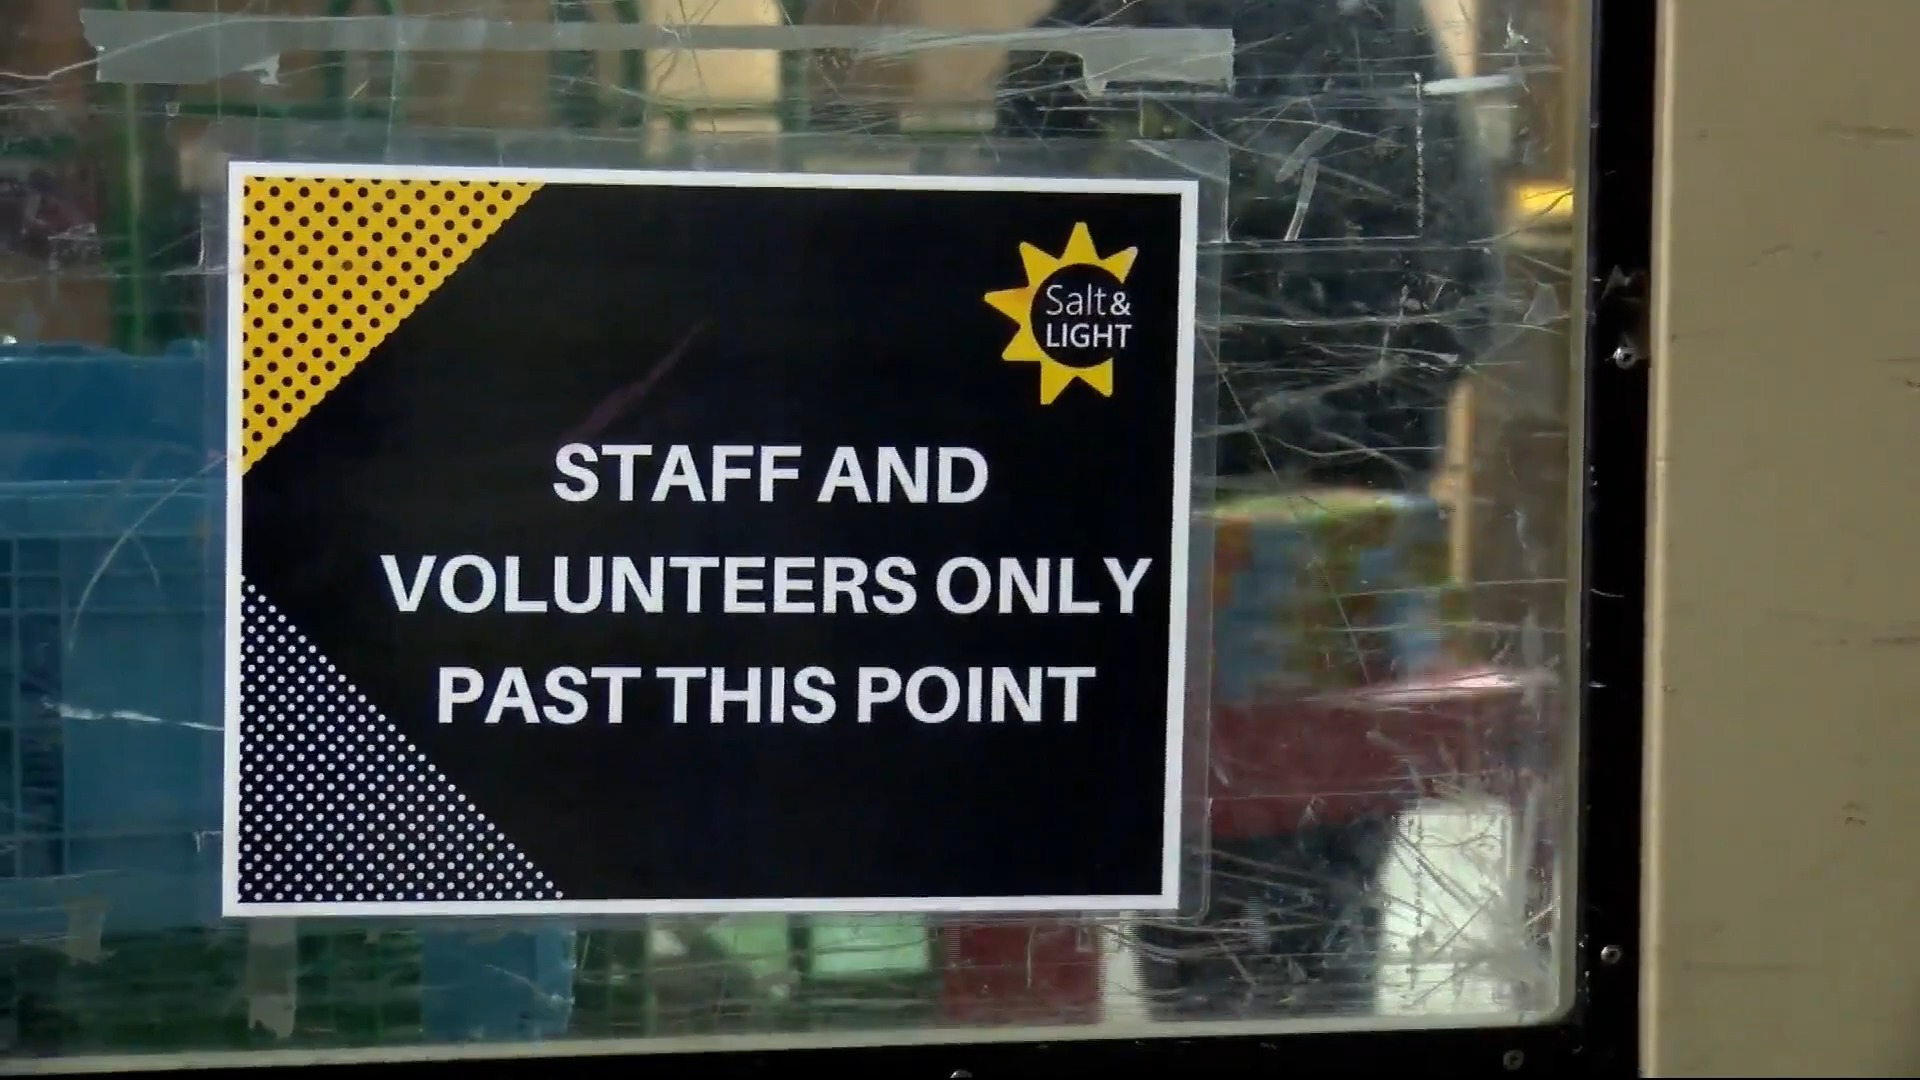 Salt&
LIGHT
STAFF AND
VOLUNTEERS ONLY
PAST THIS POINT